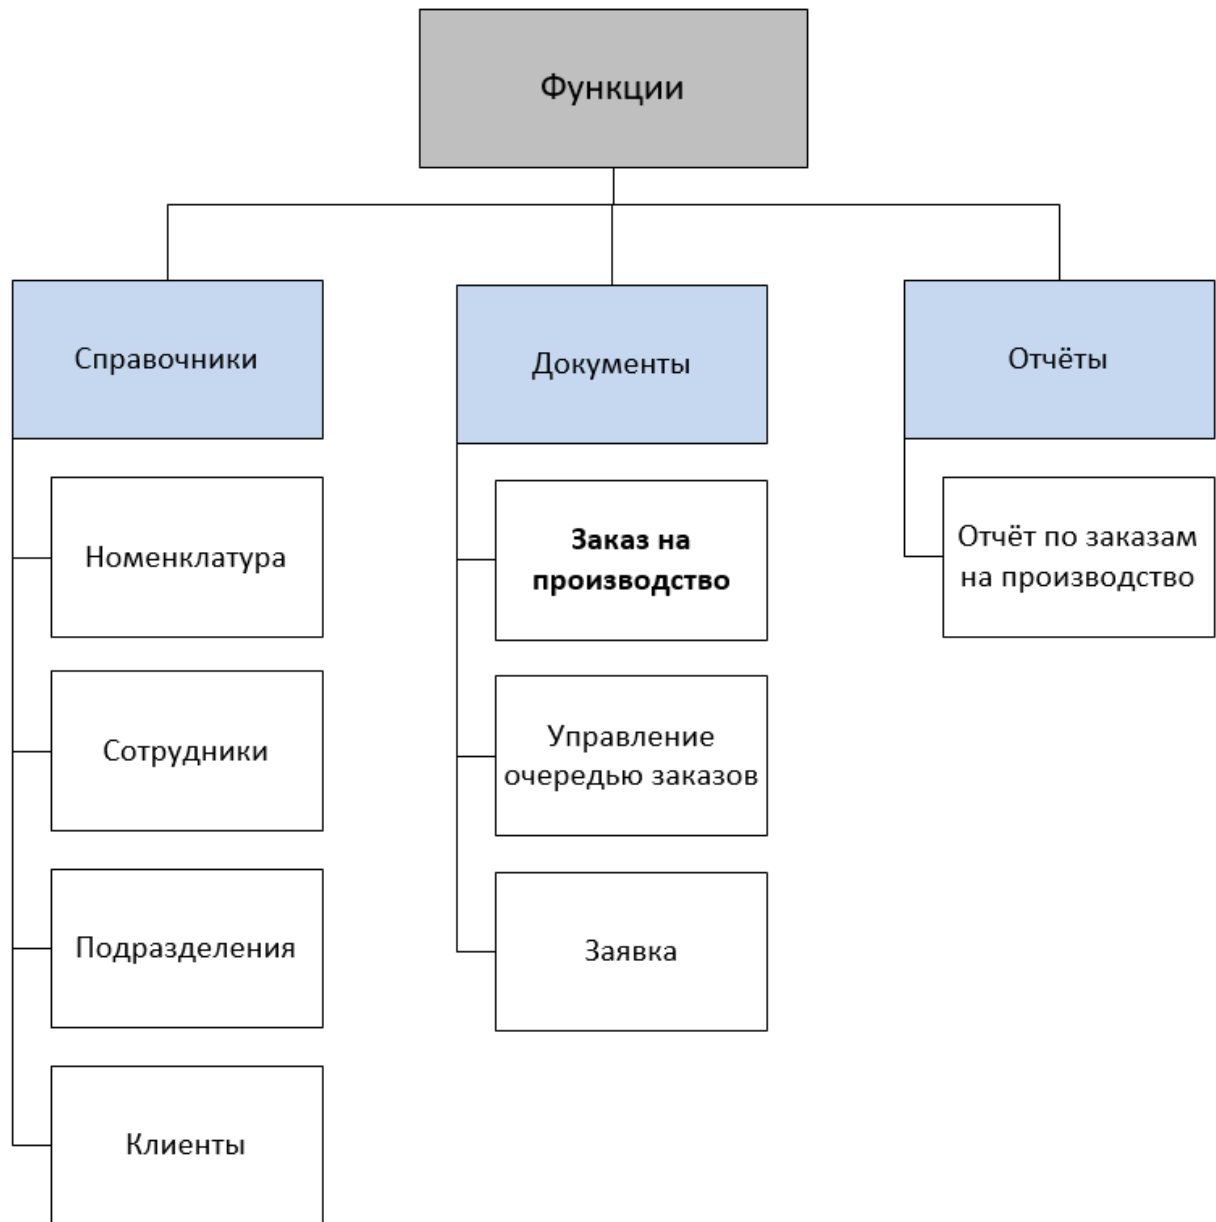 Функции
Справочники
Номенклатура
Сотрудники
Подразделения
Клиенты
Документы
Заказ на
производство
Управление
очередью заказов
Заявка
Отчёты
Отчёт по заказам
на производство